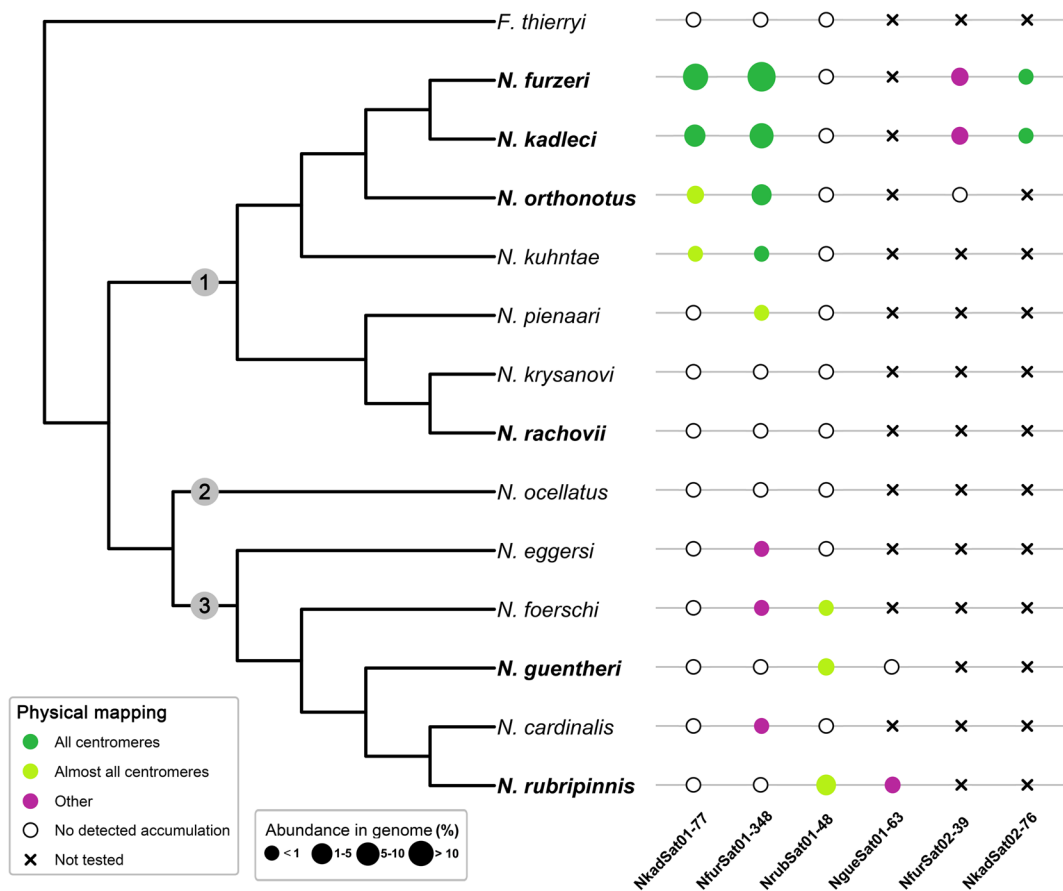 F. thierryi
N. furzeri
N. kadleci
N. orthonotus
N. kuhntae
1
N. pienaari
N. krysanovi
N. rachovii
2
N. ocellatus
N. eggersi
3
N. foerschi
N. guentheri
N. cardinalis
N. rubripinnis
Physical mapping
All centromeres
Almost all centromeres
Other
No detected accumulation
Not tested
Abundance in genome (%)
< 1 1-5 5-10 > 10
NkadSat01-77
NfurSat01-348
NrubSat01-48
NgueSat01-63
NfurSat02-39
NkadSat02-76